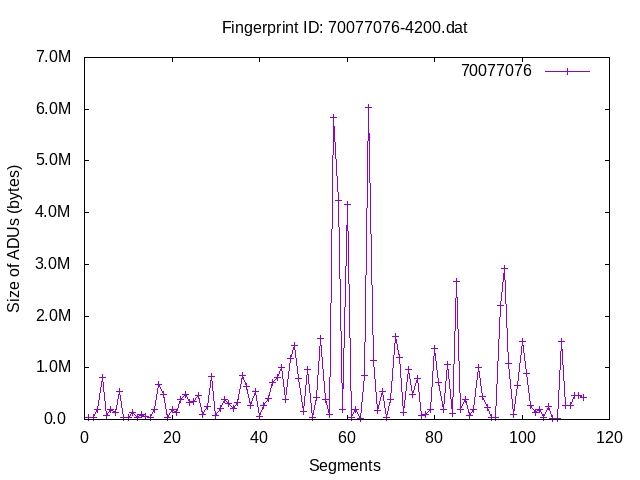 Fingerprint ID: 70077076-4200.dat
70077076
7.0M
6.0M
5.0M
4.0M
3.0M
2.0M
1.0M
0.0
Size of ADUs (bytes)
0 20 40 60 80 100 120
Segments